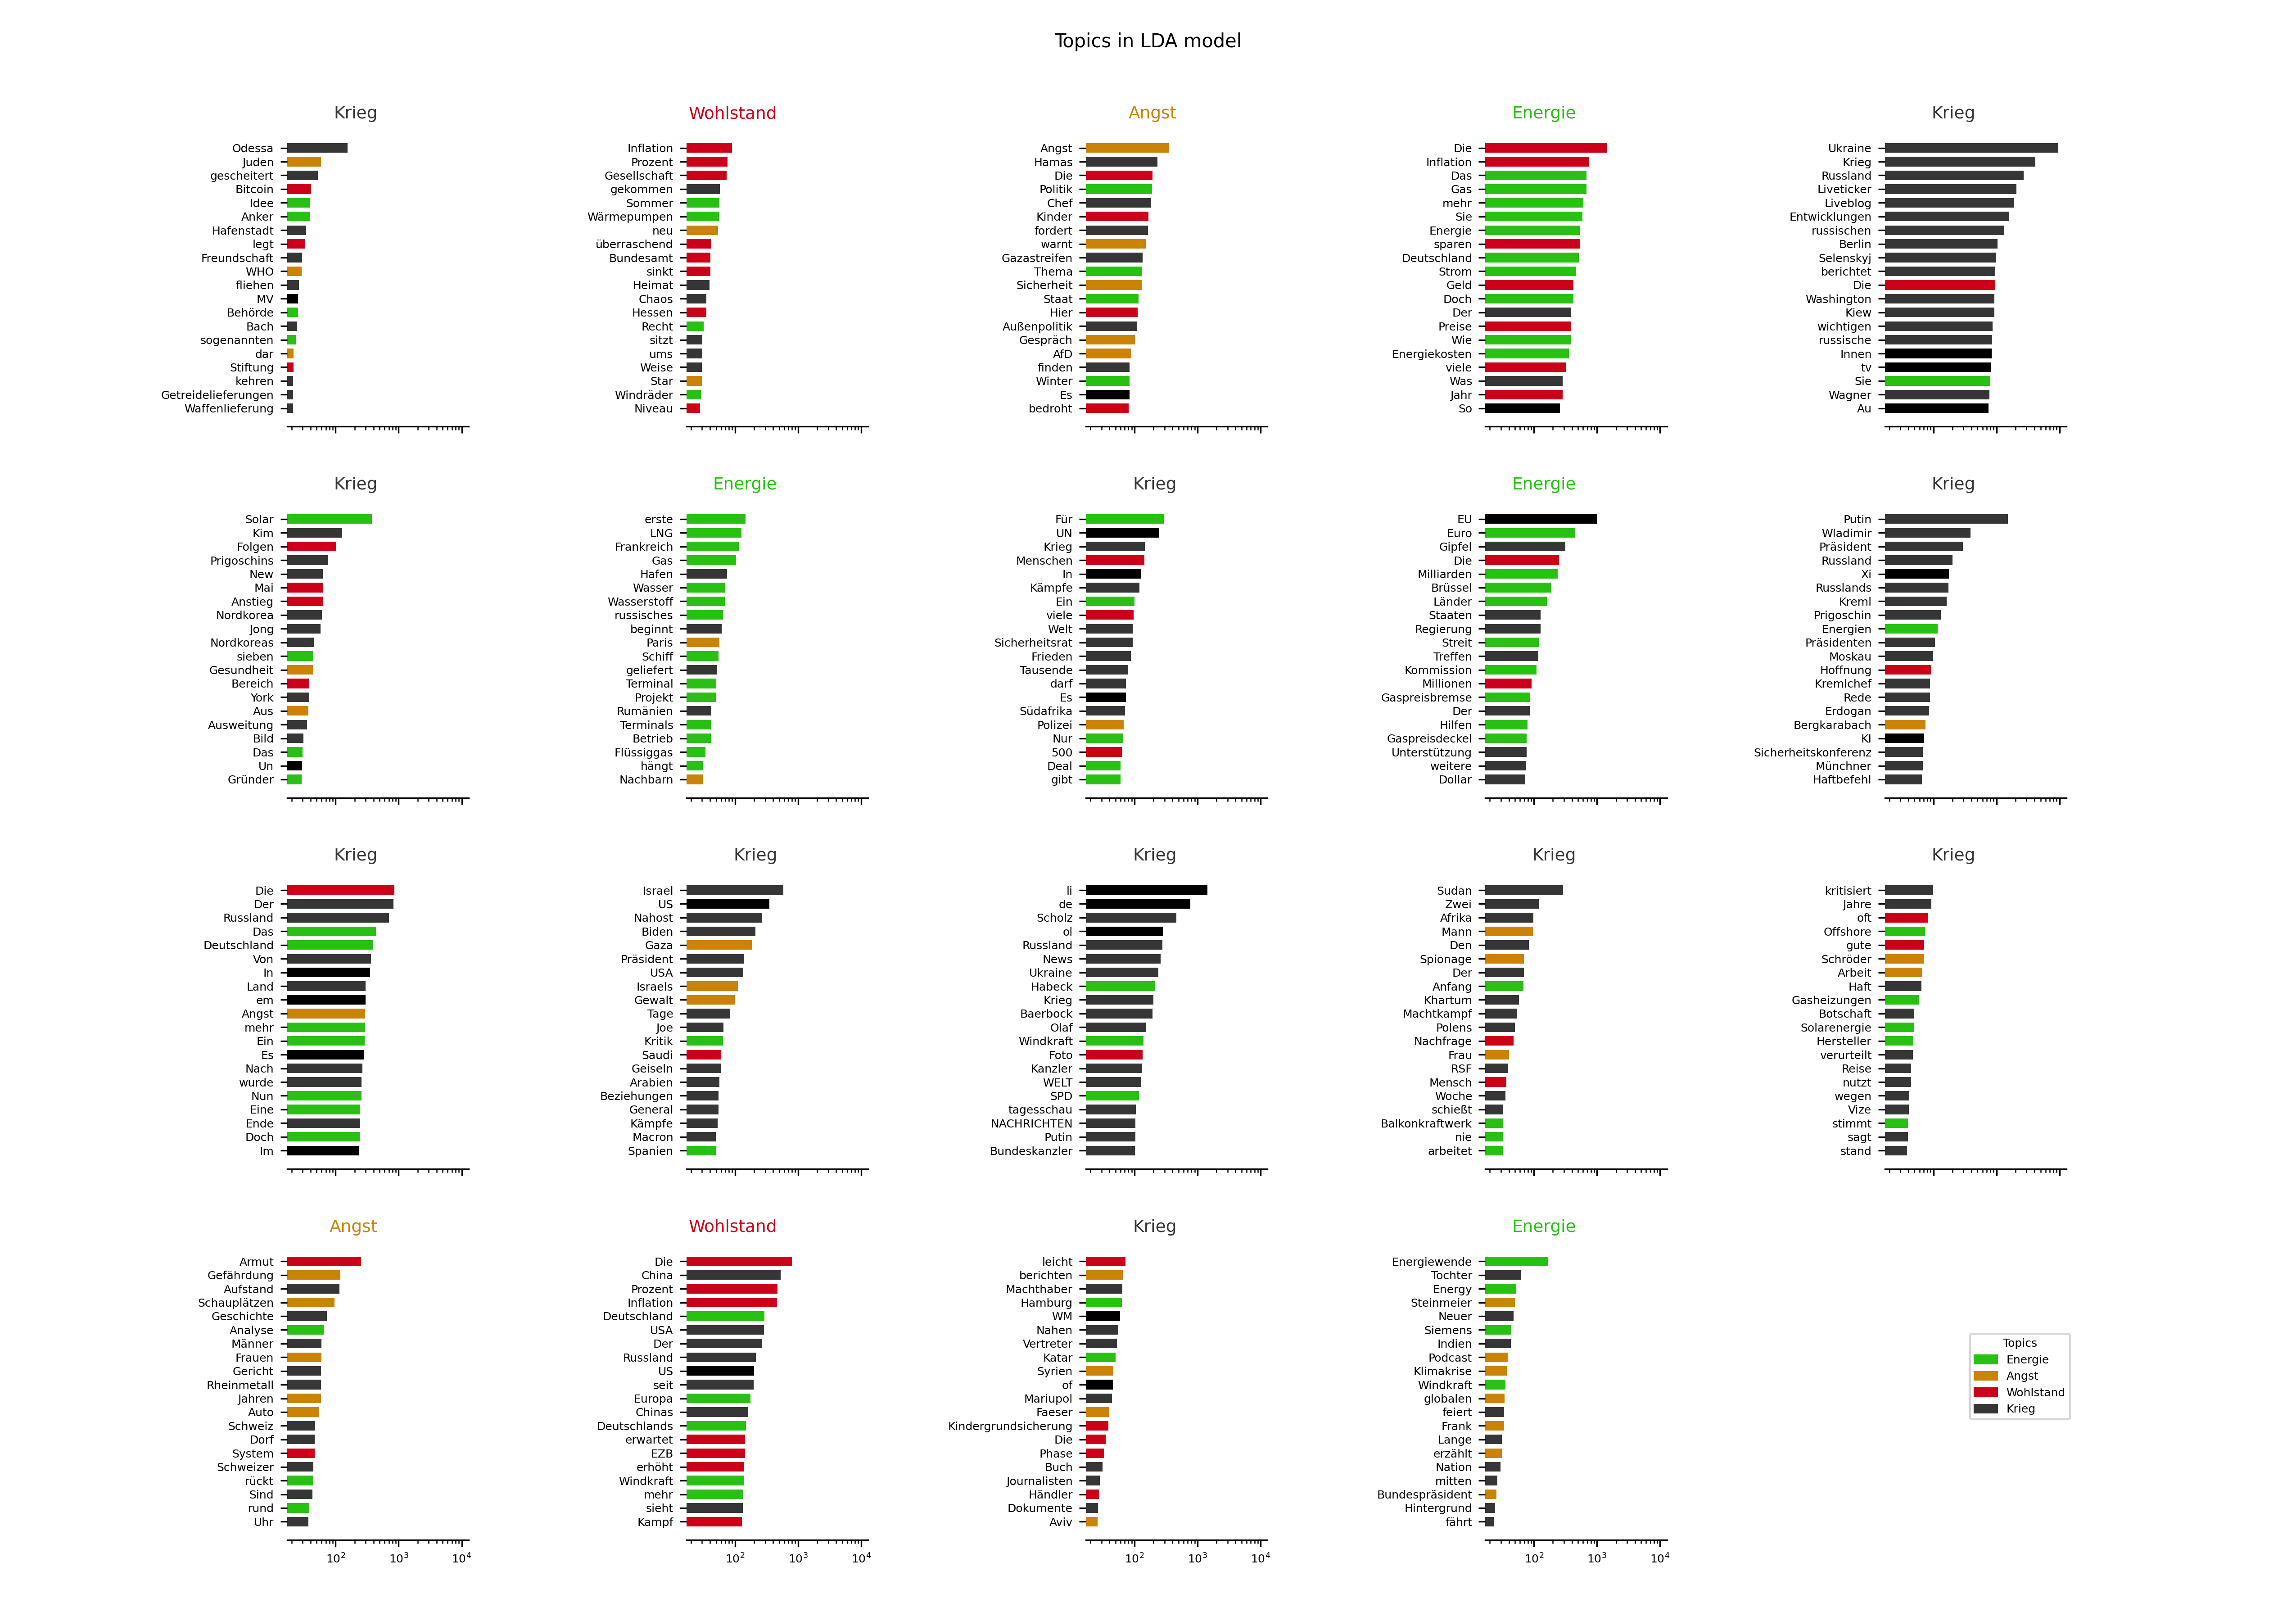 Topics in LDA model
Krieg
Odessa
Juden
gescheitert
Bitcoin
Idee
Anker
Hafenstadt
legt
Freundschaft
WHO
fliehen
MV
Behörde
Bach
sogenannten
dar
Stiftung
kehren
Getreidelieferungen
Waffenlieferung
Wohlstand
Inflation
Prozent
Gesellschaft
gekommen
Sommer
Wärmepumpen
neu
überraschend
Bundesamt
sinkt
Heimat
Chaos
Hessen
Recht
sitzt
ums
Weise
Star
Windräder
Niveau
Angst
Angst
Hamas
Die
Politik
Chef
Kinder
fordert
warnt
Gazastreifen
Thema
Sicherheit
Staat
Hier
Außenpolitik
Gespräch
AfD
finden
Winter
Es
bedroht
Energie
Die
Inflation
Das
Gas
mehr
Sie
Energie
sparen
Deutschland
Strom
Geld
Doch
Der
Preise
Wie
Energiekosten
viele
Was
Jahr
So
Krieg
Ukraine
Krieg
Russland
Liveticker
Liveblog
Entwicklungen
russischen
Berlin
Selenskyj
berichtet
Die
Washington
Kiew
wichtigen
russische
Innen
tv
Sie
Wagner
Au
Krieg
Solar
Kim
Folgen
Prigoschins
New
Mai
Anstieg
Nordkorea
Jong
Nordkoreas
sieben
Gesundheit
Bereich
York
Aus
Ausweitung
Bild
Das
Un
Gründer
Energie
erste
LNG
Frankreich
Gas
Hafen
Wasser
Wasserstoff
russisches
beginnt
Paris
Schiff
geliefert
Terminal
Projekt
Rumänien
Terminals
Betrieb
Flüssiggas
hängt
Nachbarn
Krieg
Für
UN
Krieg
Menschen
In
Kämpfe
Ein
viele
Welt
Sicherheitsrat
Frieden
Tausende
darf
Es
Südafrika
Polizei
Nur
500
Deal
gibt
Energie
EU
Euro
Gipfel
Die
Milliarden
Brüssel
Länder
Staaten
Regierung
Streit
Treffen
Kommission
Millionen
Gaspreisbremse
Der
Hilfen
Gaspreisdeckel
Unterstützung
weitere
Dollar
Krieg
Putin
Wladimir
Präsident
Russland
Xi
Russlands
Kreml
Prigoschin
Energien
Präsidenten
Moskau
Hoffnung
Kremlchef
Rede
Erdogan
Bergkarabach
KI
Sicherheitskonferenz
Münchner
Haftbefehl
Krieg
Die
Der
Russland
Das
Deutschland
Von
In
Land
em
Angst
mehr
Ein
Es
Nach
wurde
Nun
Eine
Ende
Doch
Im
Krieg
Israel
US
Nahost
Biden
Gaza
Präsident
USA
Israels
Gewalt
Tage
Joe
Kritik
Saudi
Geiseln
Arabien
Beziehungen
General
Kämpfe
Macron
Spanien
Krieg
li
de
Scholz
ol
Russland
News
Ukraine
Habeck
Krieg
Baerbock
Olaf
Windkraft
Foto
Kanzler
WELT
SPD
tagesschau
NACHRICHTEN
Putin
Bundeskanzler
Krieg
Sudan
Zwei
Afrika
Mann
Den
Spionage
Der
Anfang
Khartum
Machtkampf
Polens
Nachfrage
Frau
RSF
Mensch
Woche
schießt
Balkonkraftwerk
nie
arbeitet
Krieg
kritisiert
Jahre
oft
Offshore
gute
Schröder
Arbeit
Haft
Gasheizungen
Botschaft
Solarenergie
Hersteller
verurteilt
Reise
nutzt
wegen
Vize
stimmt
sagt
stand
Angst
Armut
Gefährdung
Aufstand
Schauplätzen
Geschichte
Analyse
Männer
Frauen
Gericht
Rheinmetall
Jahren
Auto
Schweiz
Dorf
System
Schweizer
rückt
Sind
rund
Uhr
10² 10³ 10⁴
Wohlstand
Die
China
Prozent
Inflation
Deutschland
USA
Der
Russland
US
seit
Europa
Chinas
Deutschlands
erwartet
EZB
erhöht
Windkraft
mehr
sieht
Kampf
10² 10³ 10⁴
Krieg
leicht
berichten
Machthaber
Hamburg
WM
Nahen
Vertreter
Katar
Syrien
of
Mariupol
Faeser
Kindergrundsicherung
Die
Phase
Buch
Journalisten
Händler
Dokumente
Aviv
10² 10³ 10⁴
Energie
Energiewende
Tochter
Energy
Steinmeier
Neuer
Siemens
Indien
Podcast
Klimakrise
Windkraft
globalen
feiert
Frank
Lange
erzählt
Nation
mitten
Bundespräsident
Hintergrund
fährt
10² 10³ 10⁴
Topics
Energie
Angst
Wohlstand
Krieg